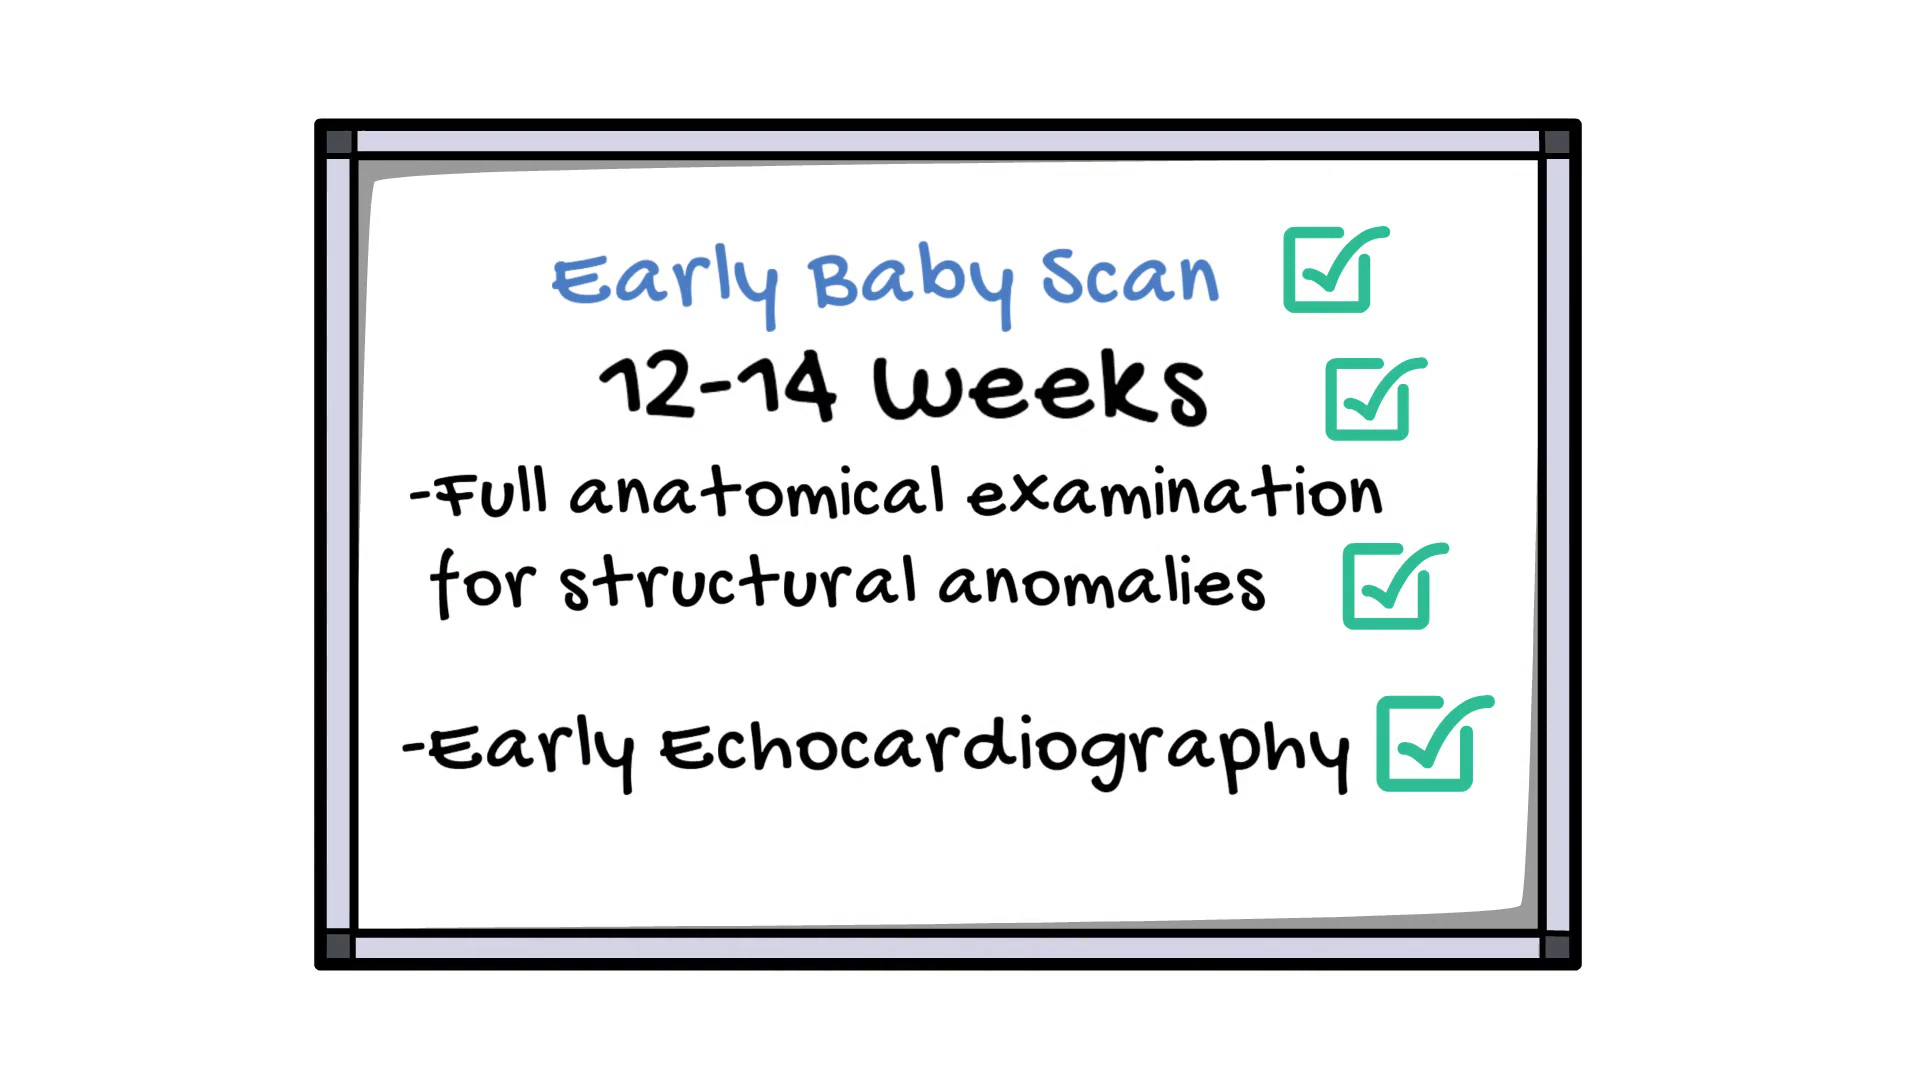 Early Baby Scan
12-14 weeks
-Full anatomical examination
for structural anomalies
-Early Echocardiography